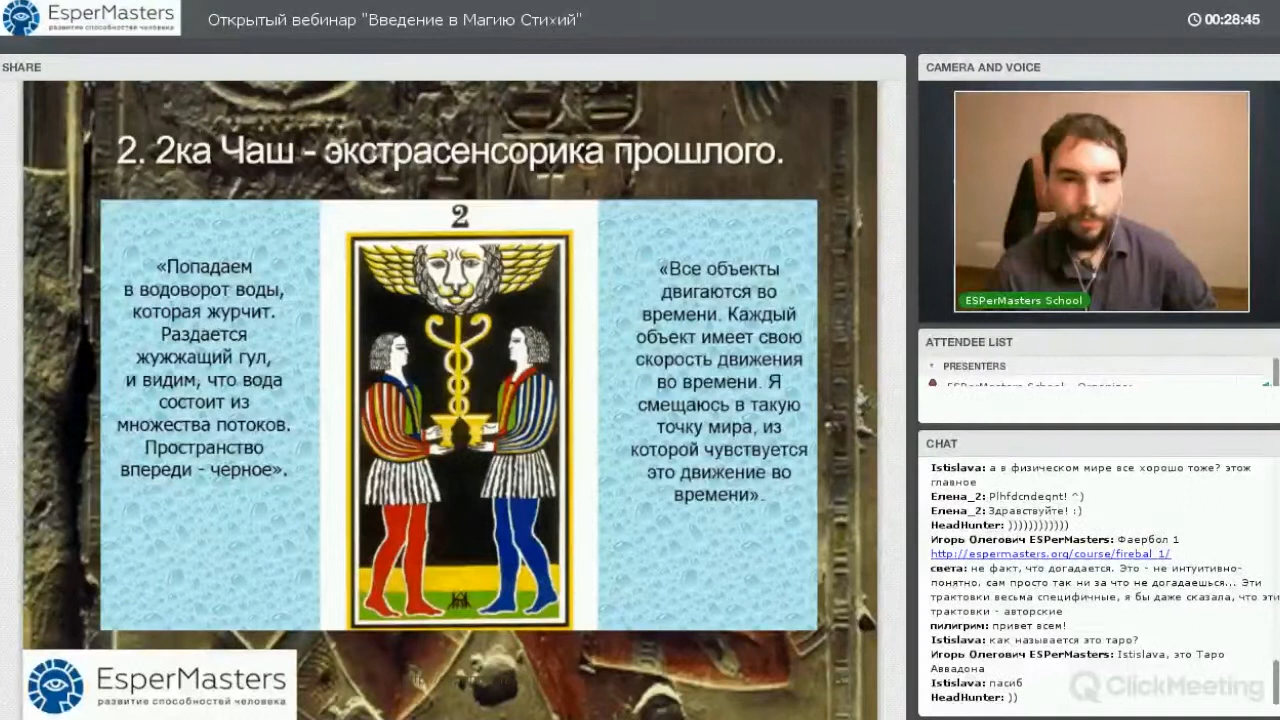 EsperMasters
развитие способностей человека
Открытый вебинар "Введение в Магию Стихий"
00:28:45
SHARE
2. 2ка Чаш - экстрасенсорика прошлого.
«Попадаем
в водоворот воды,
которая журчит.
Раздается
жужжащий гул,
и видим, что вода
состоит из
множества потоков.
Пространство
впереди - черное».
2
«Все объекты
двигаются во
времени. Каждый
объект имеет свою
скорость движения
во времени. Я
смещаюсь в такую
точку мира, из
которой чувствуется
это движение во
времени».
EsperMasters
развитие способностей человека
CAMERA AND VOICE
ESPerMasters School
ATTENDEE LIST
PRESENTERS
ESPerMasters School - Organizer
CHAT
Istislava: а в физическом мире все хорошо тоже? этож
главное
Елена_2: Plhfdcndeqnt! ^)
Елена_2: Здравствуйте! :)
HeadHunter: ))))))))))))
Игорь Олегович ESPerMasters: Фаербол 1
http://espermasters.org/course/firebal_1/
света: не факт, что догадается. Это - не интуитивно-
понятно, сам просто так ни за что не догадаешься... Эти
трактовки весьма специфичные, я бы даже сказала, что эти
трактовки - авторские
пилигрим: привет всем!
Istislava: как называется это таро?
Игорь Олегович ESPerMasters: Istislava, это Таро
Аввадона
Istislava: пасиб
HeadHunter: ))
ClickMeeting